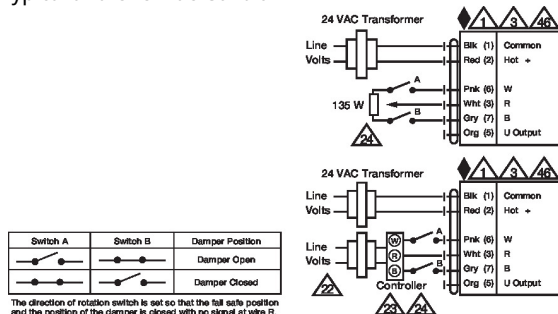 24 VAC Transformer
1 3 46
Line
Volts
Blk (1) Common
Red (2) Hot +
A
Pnk (6) W
135 W
Wht (3) R
B
Gry (7) B
Org (5) U Output
24
24 VAC Transformer
1 3 46
Line
Volts
Blk (1) Common
Red (2) Hot +
A
W
Pnk (6) W
Line
Volts
R
Wht (3) R
B
B
Gry (7) B
Org (5) U Output
22
Controller
23 24
Switch A Switch B Damper Position
Damper Open
Damper Closed
The direction of rotation switch is set so that the fail safe position
and the position of the damper is closed with no signal at wire R.